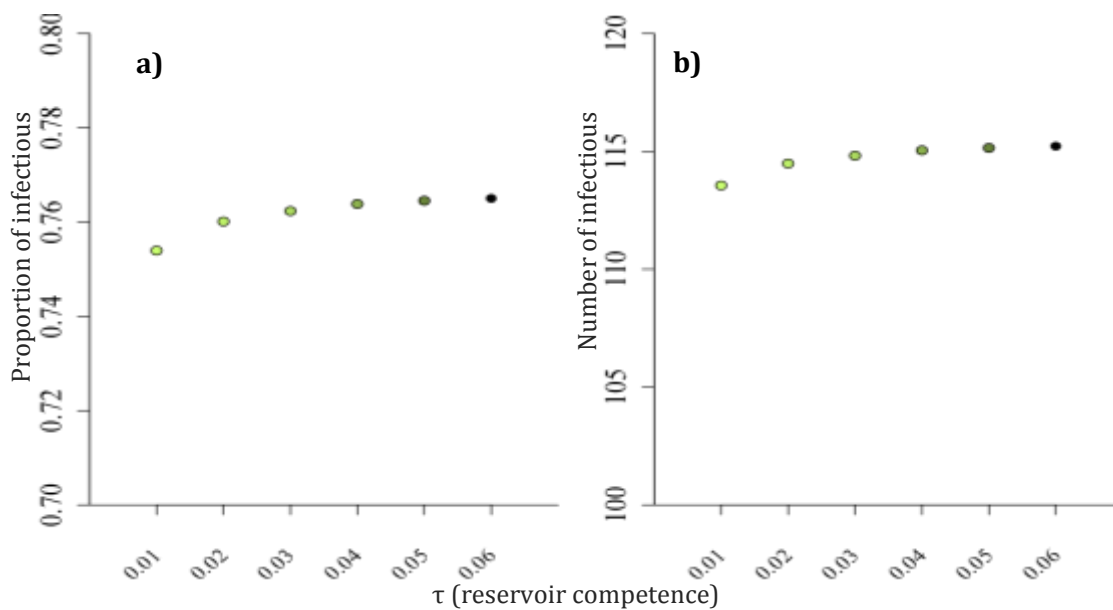 a)
Proportion of infectious
0.80
0.78
0.76
0.74
0.72
0.70
0.01 0.02 0.03 0.04 0.05 0.06
b)
Number of infectious
120
115
110
105
100
0.01 0.02 0.03 0.04 0.05 0.06
τ (reservoir competence)